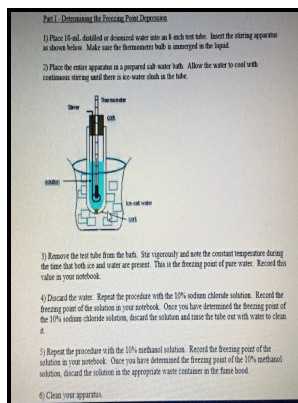 Part I - Determining the Freezing Point Depression
1) Place 10-mL distilled or deionized water into an 8-inch test tube. Insert the stirring apparatus
as shown below. Make sure the thermometer bulb is immersed in the liquid.
2) Place the entire apparatus in a prepared salt-water bath. Allow the water to cool with
continuous stirring until there is ice-water slush in the tube.
Thermometer
Stirrer
cork
solution
Ice-salt water
cork
3) Remove the test tube from the bath. Stir vigorously and note the constant temperature during
the time that both ice and water are present. This is the freezing point of pure water. Record this
value in your notebook.
4) Discard the water. Repeat the procedure with the 10% sodium chloride solution. Record the
freezing point of the solution in your notebook. Once you have determined the freezing point of
the 10% sodium chloride solution, discard the solution and rinse the tube out with water to clean
it.
5) Repeat the procedure with the 10% methanol solution. Record the freezing point of the
solution in your notebook. Once you have determined the freezing point of the 10% methanol
solution, discard the solution in the appropriate waste container in the fume hood.
6) Clean your apparatus.